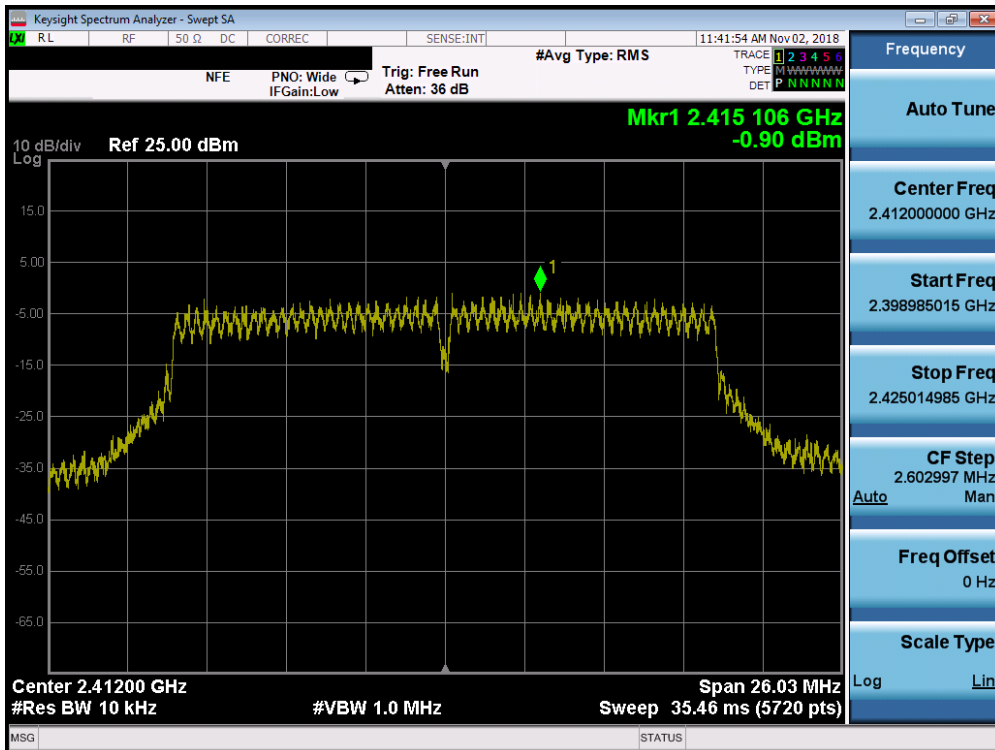 Keysight Spectrum Analyzer - Swept SA
LXI RL RF 50 Ω DC CORREC SENSE:INT 11:41:54 AM Nov 02, 2018
Frequency
#Avg Type: RMS
TRACE 1 2 3 4 5 6
NFE PNO: Wide Trig: Free Run TYPE M WWWWW
IFGain:Low Atten: 36 dB DET P N N N N N
Auto Tune
Mkr1 2.415 106 GHz
-0.90 dBm
10 dB/div Ref 25.00 dBm
Log
1
15.0
5.00
-5.00
-15.0
-25.0
-35.0
-45.0
-55.0
-65.0
Center Freq
2.412000000 GHz
Start Freq
2.398985015 GHz
Stop Freq
2.425014985 GHz
CF Step
2.602997 MHz
Auto Man
Freq Offset
0 Hz
Scale Type
Log Lin
Center 2.41200 GHz Span 26.03 MHz
#Res BW 10 kHz #VBW 1.0 MHz Sweep 35.46 ms (5720 pts)
MSG STATUS